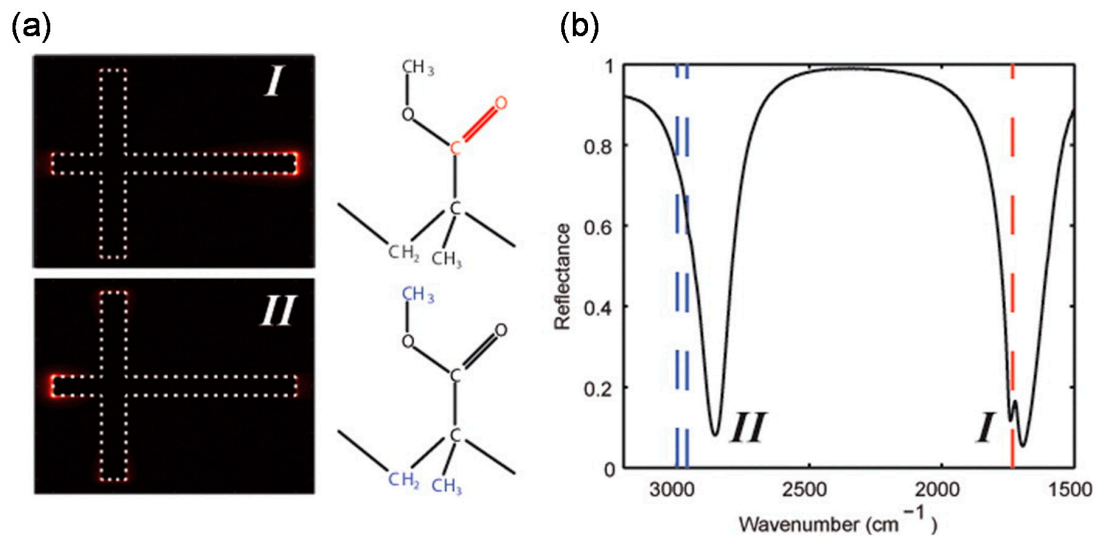 (a)
I
CH3
O
O
C
C
CH2
CH3
II
CH3
O
O
C
C
CH2
CH3
(b)
1
0.8
0.6
0.4
0.2
0
Reflectance
II
I
3000 2500 2000 1500
Wavenumber (cm −1 )